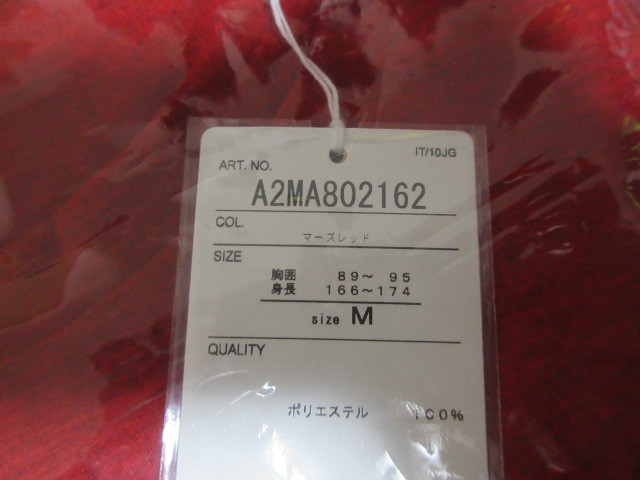 IT/10JG
ART. NO.
A2MA802162
COL.
マーズレッド
SIZE
胸囲 89～ 95
身長 166～174
size M
QUALITY
ポリエステル 100%